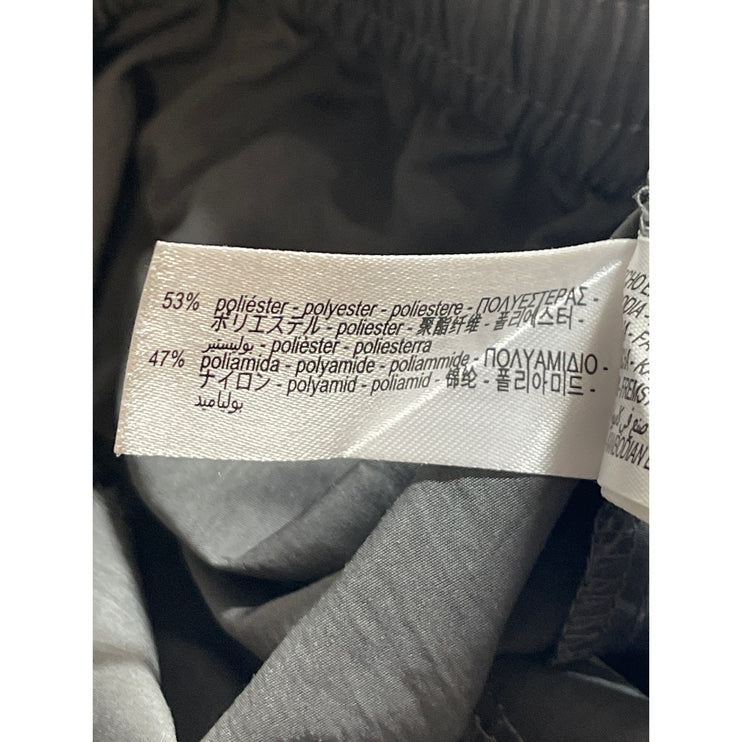 53% poliéster - polyester - poliestere - ΠΟΛΥΕΣΤΕΡΑΣ -
ポリエステル - poliester - 聚酯纤维 - 폴리에스터 -
بوليستير - polièster - poliesterra
47% poliamida - polyamide - poliammide - ΠΟΛΥΑΜΙΔΙΟ -
ナイロン - polyamid - poliamid - 锦纶 - 폴리아미드 -
بولياميد